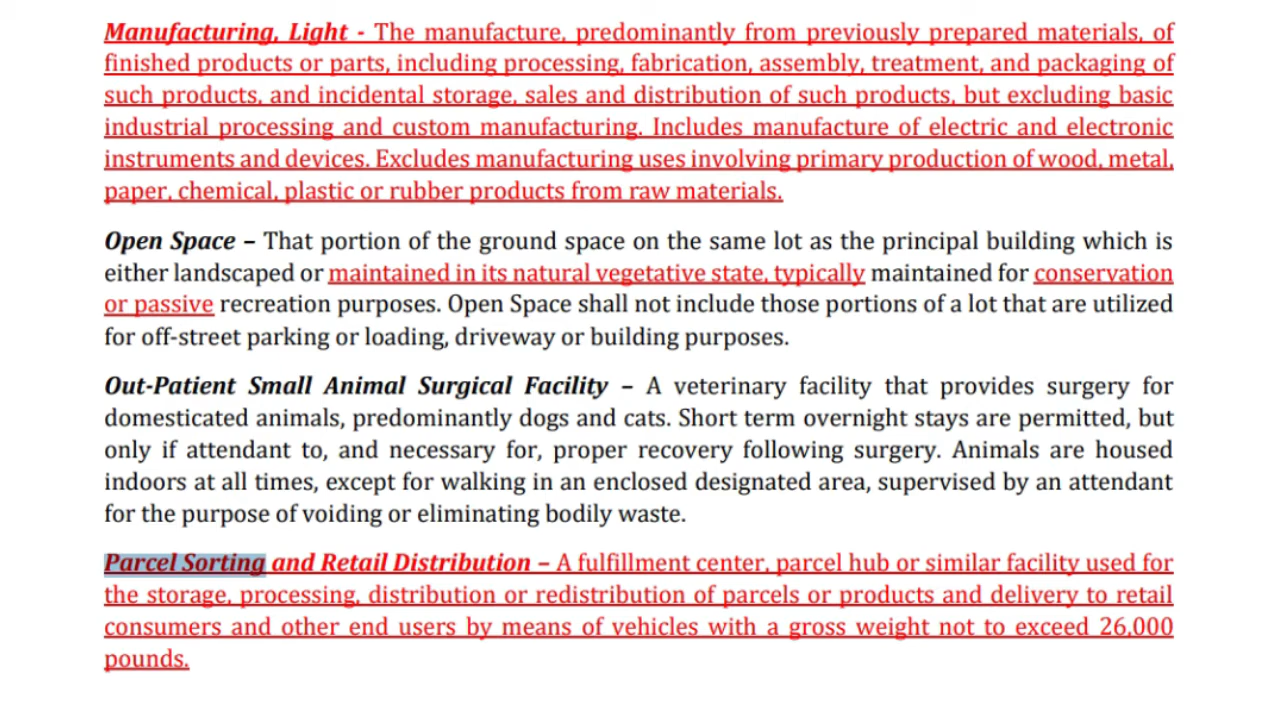 Manufacturing, Light - The manufacture, predominantly from previously prepared materials, of
finished products or parts, including processing, fabrication, assembly, treatment, and packaging of
such products, and incidental storage, sales and distribution of such products, but excluding basic
industrial processing and custom manufacturing. Includes manufacture of electric and electronic
instruments and devices. Excludes manufacturing uses involving primary production of wood, metal,
paper, chemical, plastic or rubber products from raw materials.
Open Space – That portion of the ground space on the same lot as the principal building which is
either landscaped or maintained in its natural vegetative state, typically maintained for conservation
or passive recreation purposes. Open Space shall not include those portions of a lot that are utilized
for off-street parking or loading, driveway or building purposes.
Out-Patient Small Animal Surgical Facility – A veterinary facility that provides surgery for
domesticated animals, predominantly dogs and cats. Short term overnight stays are permitted, but
only if attendant to, and necessary for, proper recovery following surgery. Animals are housed
indoors at all times, except for walking in an enclosed designated area, supervised by an attendant
for the purpose of voiding or eliminating bodily waste.
Parcel Sorting and Retail Distribution – A fulfillment center, parcel hub or similar facility used for
the storage, processing, distribution or redistribution of parcels or products and delivery to retail
consumers and other end users by means of vehicles with a gross weight not to exceed 26,000
pounds.